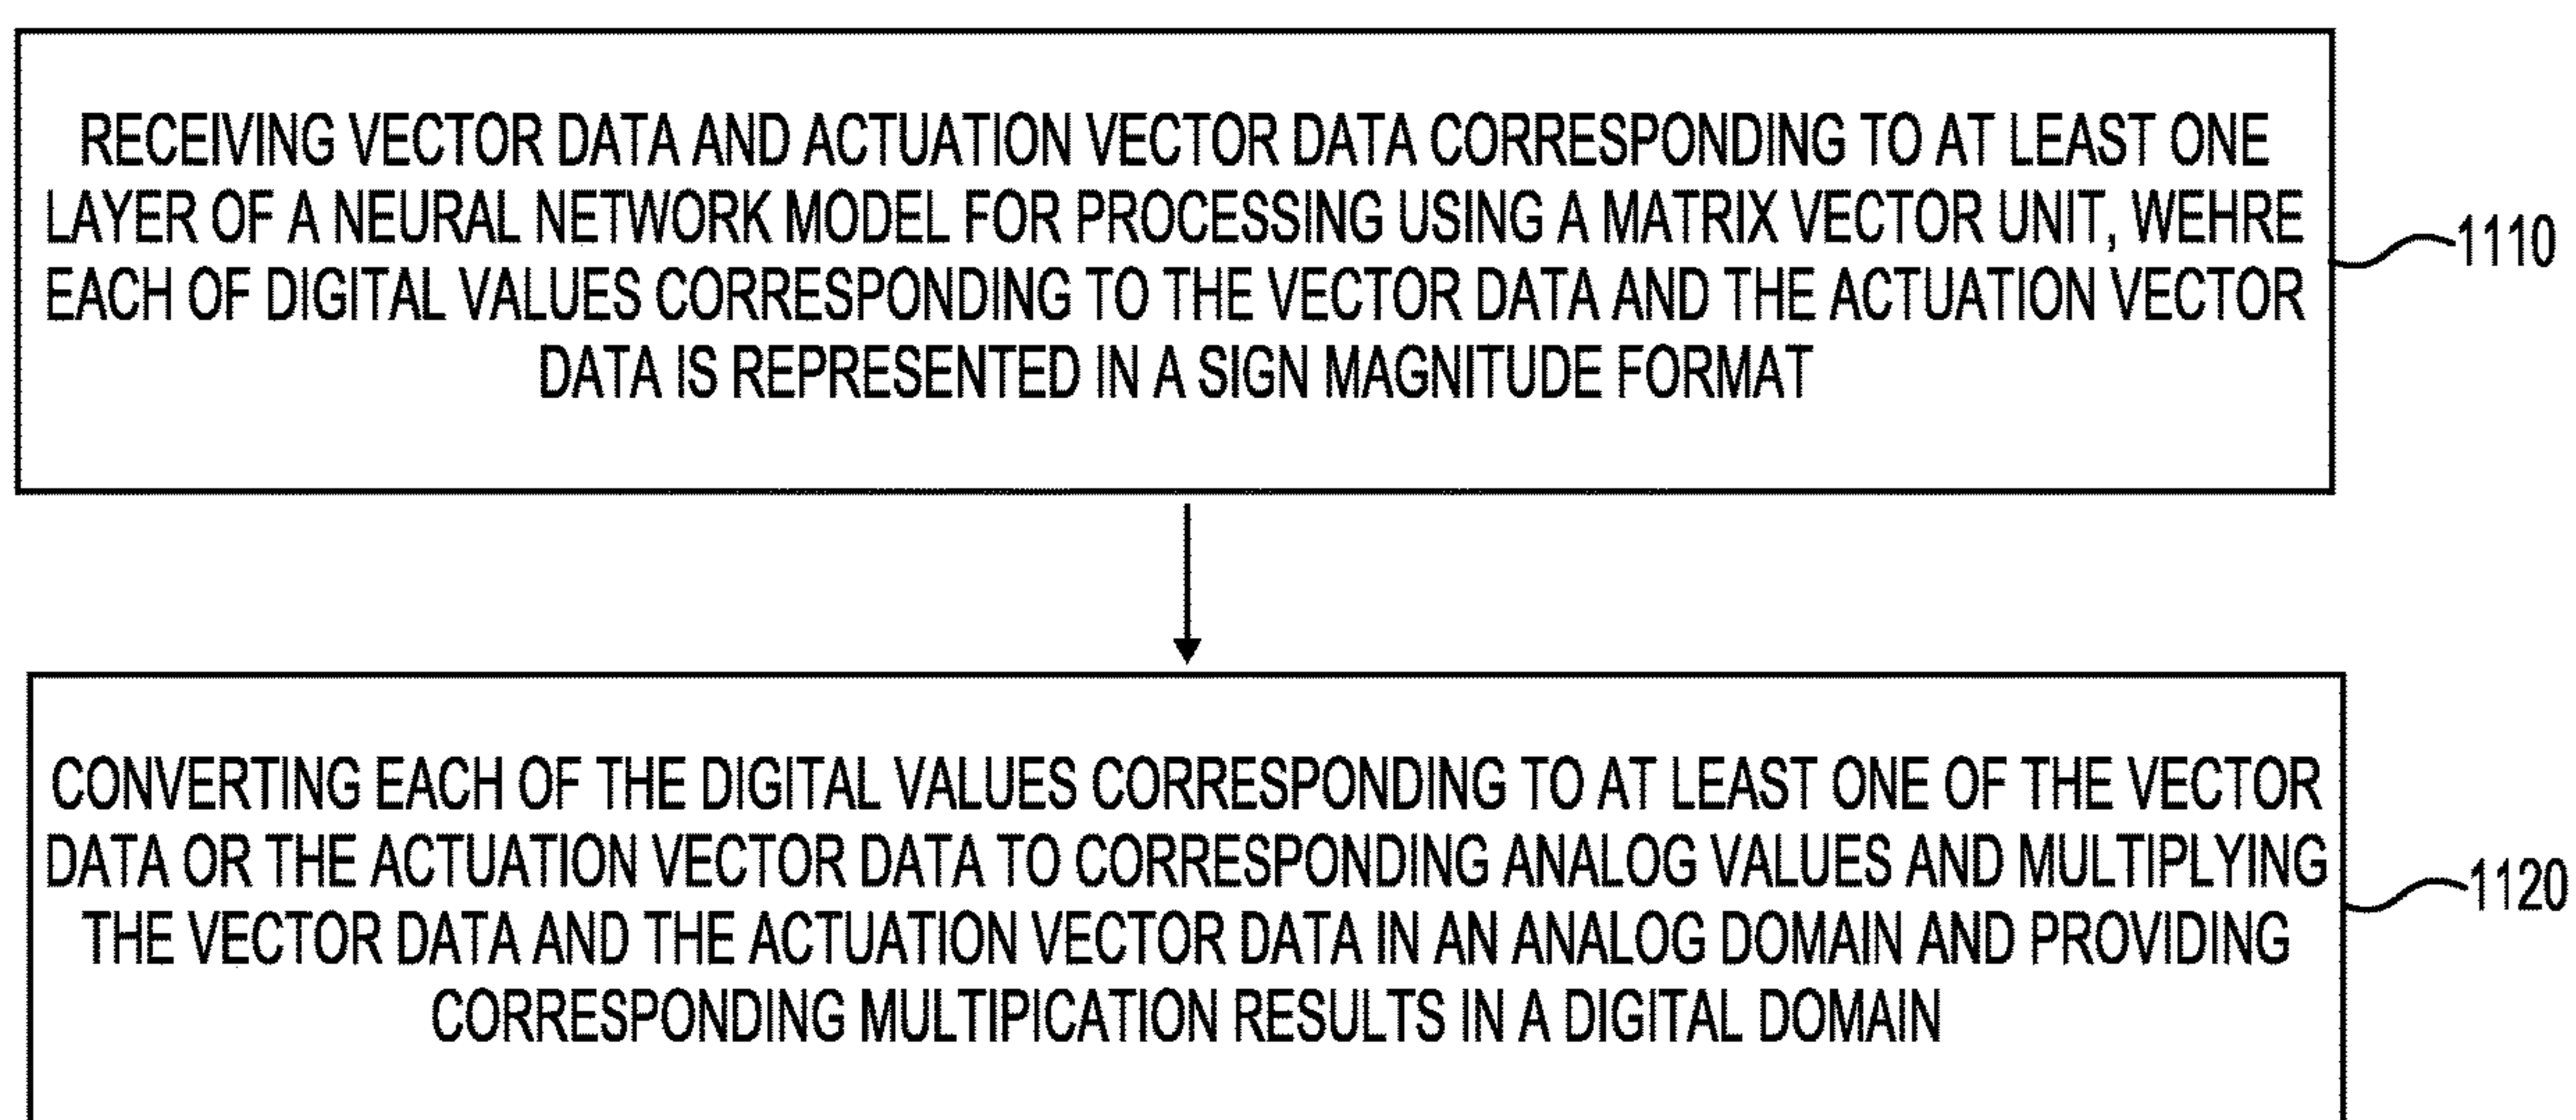 RECEIVING VECTOR DATA AND ACTUATION VECTOR DATA CORRESPONDING TO AT LEAST ONE
LAYER OF A NEURAL NETWORK MODEL FOR PROCESSING USING A MATRIX VECTOR UNIT, WEHRE
EACH OF DIGITAL VALUES CORRESPONDING TO THE VECTOR DATA AND THE ACTUATION VECTOR
DATA IS REPRESENTED IN A SIGN MAGNITUDE FORMAT
1110
CONVERTING EACH OF THE DIGITAL VALUES CORRESPONDING TO AT LEAST ONE OF THE VECTOR
DATA OR THE ACTUATION VECTOR DATA TO CORRESPONDING ANALOG VALUES AND MULTIPLYING
THE VECTOR DATA AND THE ACTUATION VECTOR DATA IN AN ANALOG DOMAIN AND PROVIDING
CORRESPONDING MULTIPICATION RESULTS IN A DIGITAL DOMAIN
1120